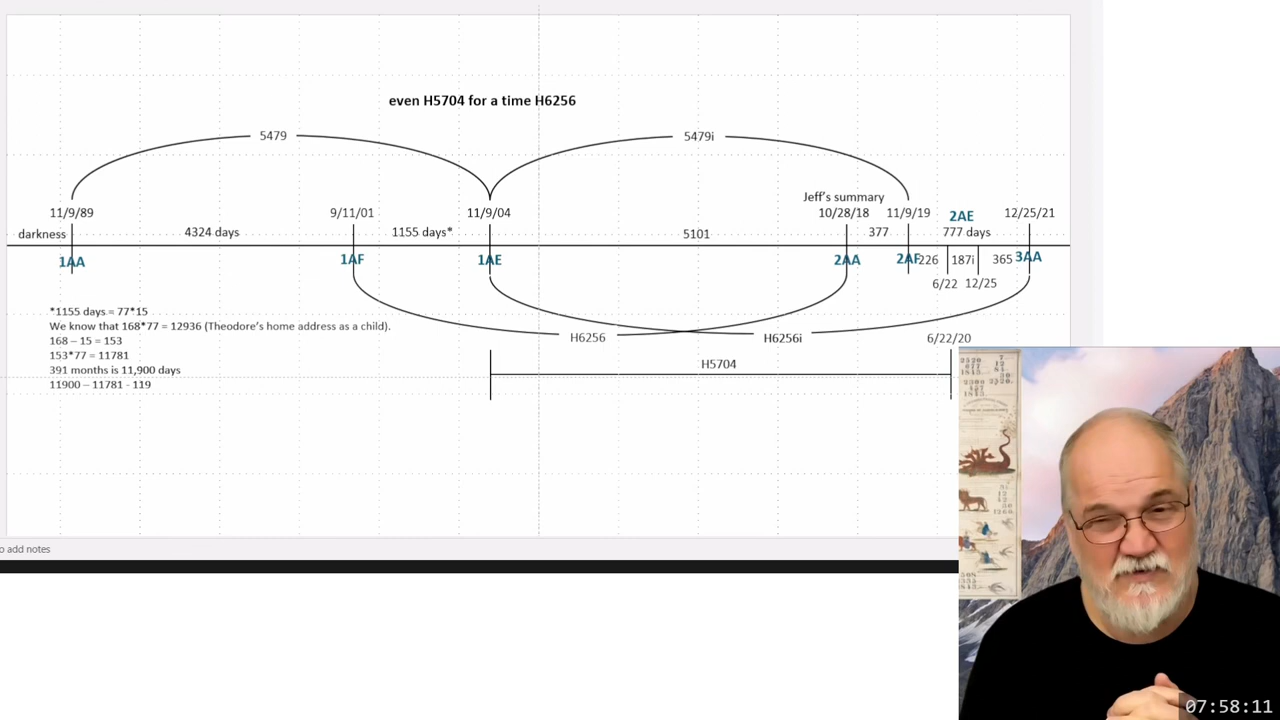 even H5704 for a time H6256
5479
5479i
Jeff's summary
11/9/89
9/11/01
11/9/04
10/28/18
11/9/19
2AE
12/25/21
darkness
4324 days
1155 days*
5101
377
777 days
1AA
1AF
1AE
2AA
2AF
226
187i
365
3AA
6/22
12/25
*1155 days = 77*15
We know that 168*77 = 12936 (Theodore's home address as a child).
168 – 15 = 153
153*77 = 11781
391 months is 11,900 days
11900 – 11781 - 119
H6256
H6256i
6/22/20
H5704
o add notes
07:58:11